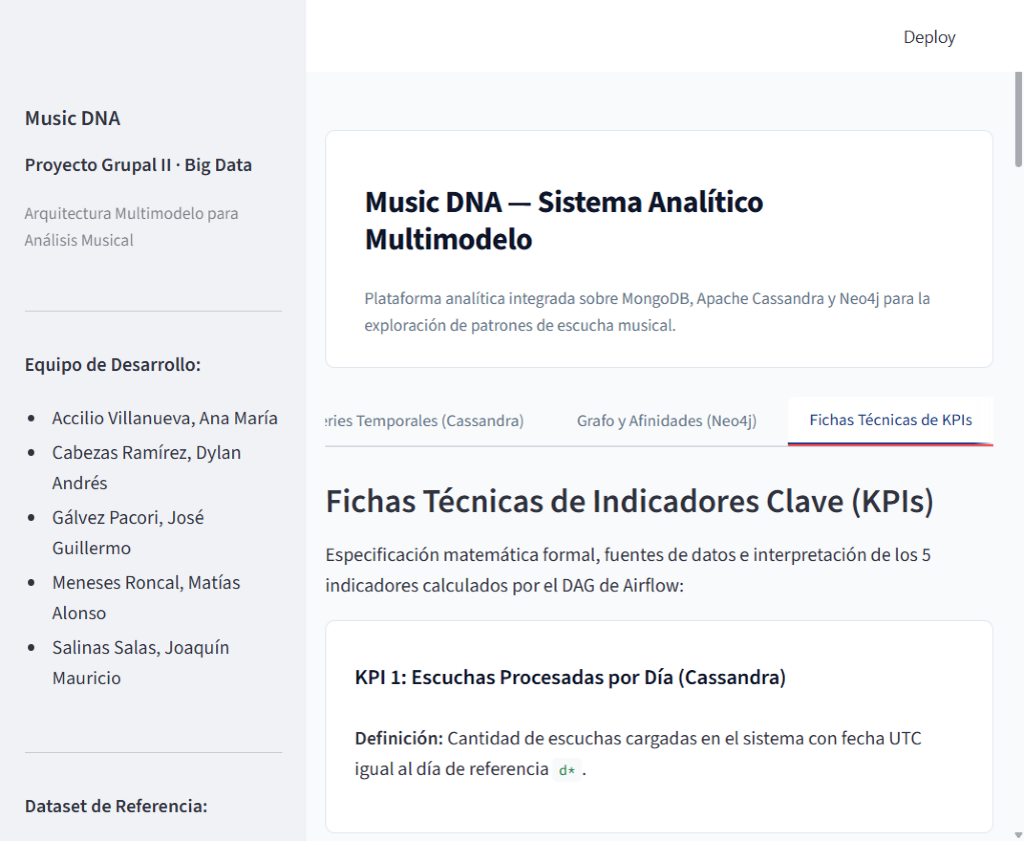 Deploy
Music DNA
Proyecto Grupal II · Big Data
Arquitectura Multimodelo para
Análisis Musical
Equipo de Desarrollo:
Accilio Villanueva, Ana María
Cabezas Ramírez, Dylan
Andrés
Gálvez Pacori, José
Guillermo
Meneses Roncal, Matías
Alonso
Salinas Salas, Joaquín
Mauricio
Dataset de Referencia:
Music DNA — Sistema Analítico
Multimodelo
Plataforma analítica integrada sobre MongoDB, Apache Cassandra y Neo4j para la
exploración de patrones de escucha musical.
eries Temporales (Cassandra) Grafo y Afinidades (Neo4j) Fichas Técnicas de KPIs
Fichas Técnicas de Indicadores Clave (KPIs)
Especificación matemática formal, fuentes de datos e interpretación de los 5
indicadores calculados por el DAG de Airflow:
KPI 1: Escuchas Procesadas por Día (Cassandra)
Definición: Cantidad de escuchas cargadas en el sistema con fecha UTC
igual al día de referencia d* .